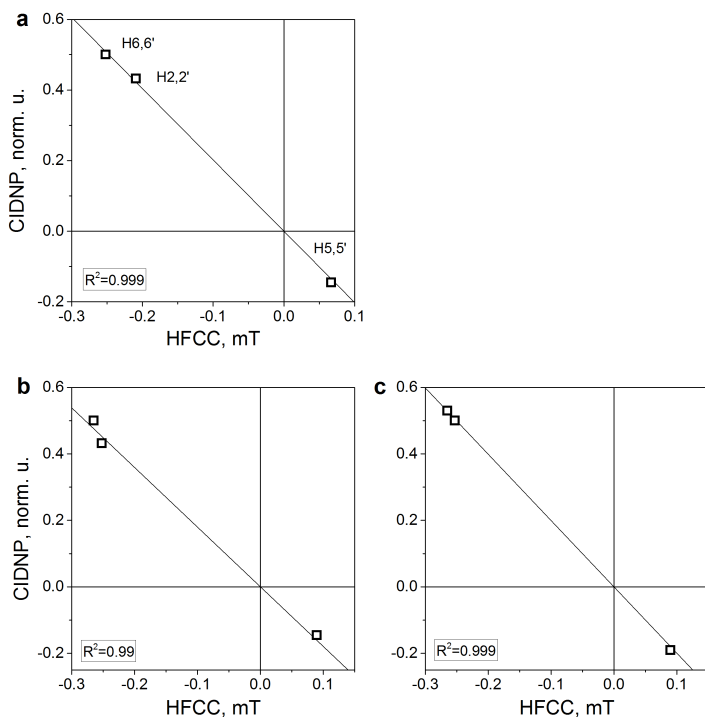 a
0.6
0.4
0.2
0.0
-0.2
CIDNP, norm. u.
H6,6'
H2,2'
H5,5'
R²=0.999
-0.3 -0.2 -0.1 0.0 0.1
HFCC, mT
b
0.6
0.4
0.2
0.0
-0.2
CIDNP, norm. u.
R²=0.99
-0.3 -0.2 -0.1 0.0 0.1
HFCC, mT
c
0.6
0.4
0.2
0.0
-0.2
R²=0.999
-0.3 -0.2 -0.1 0.0 0.1
HFCC, mT